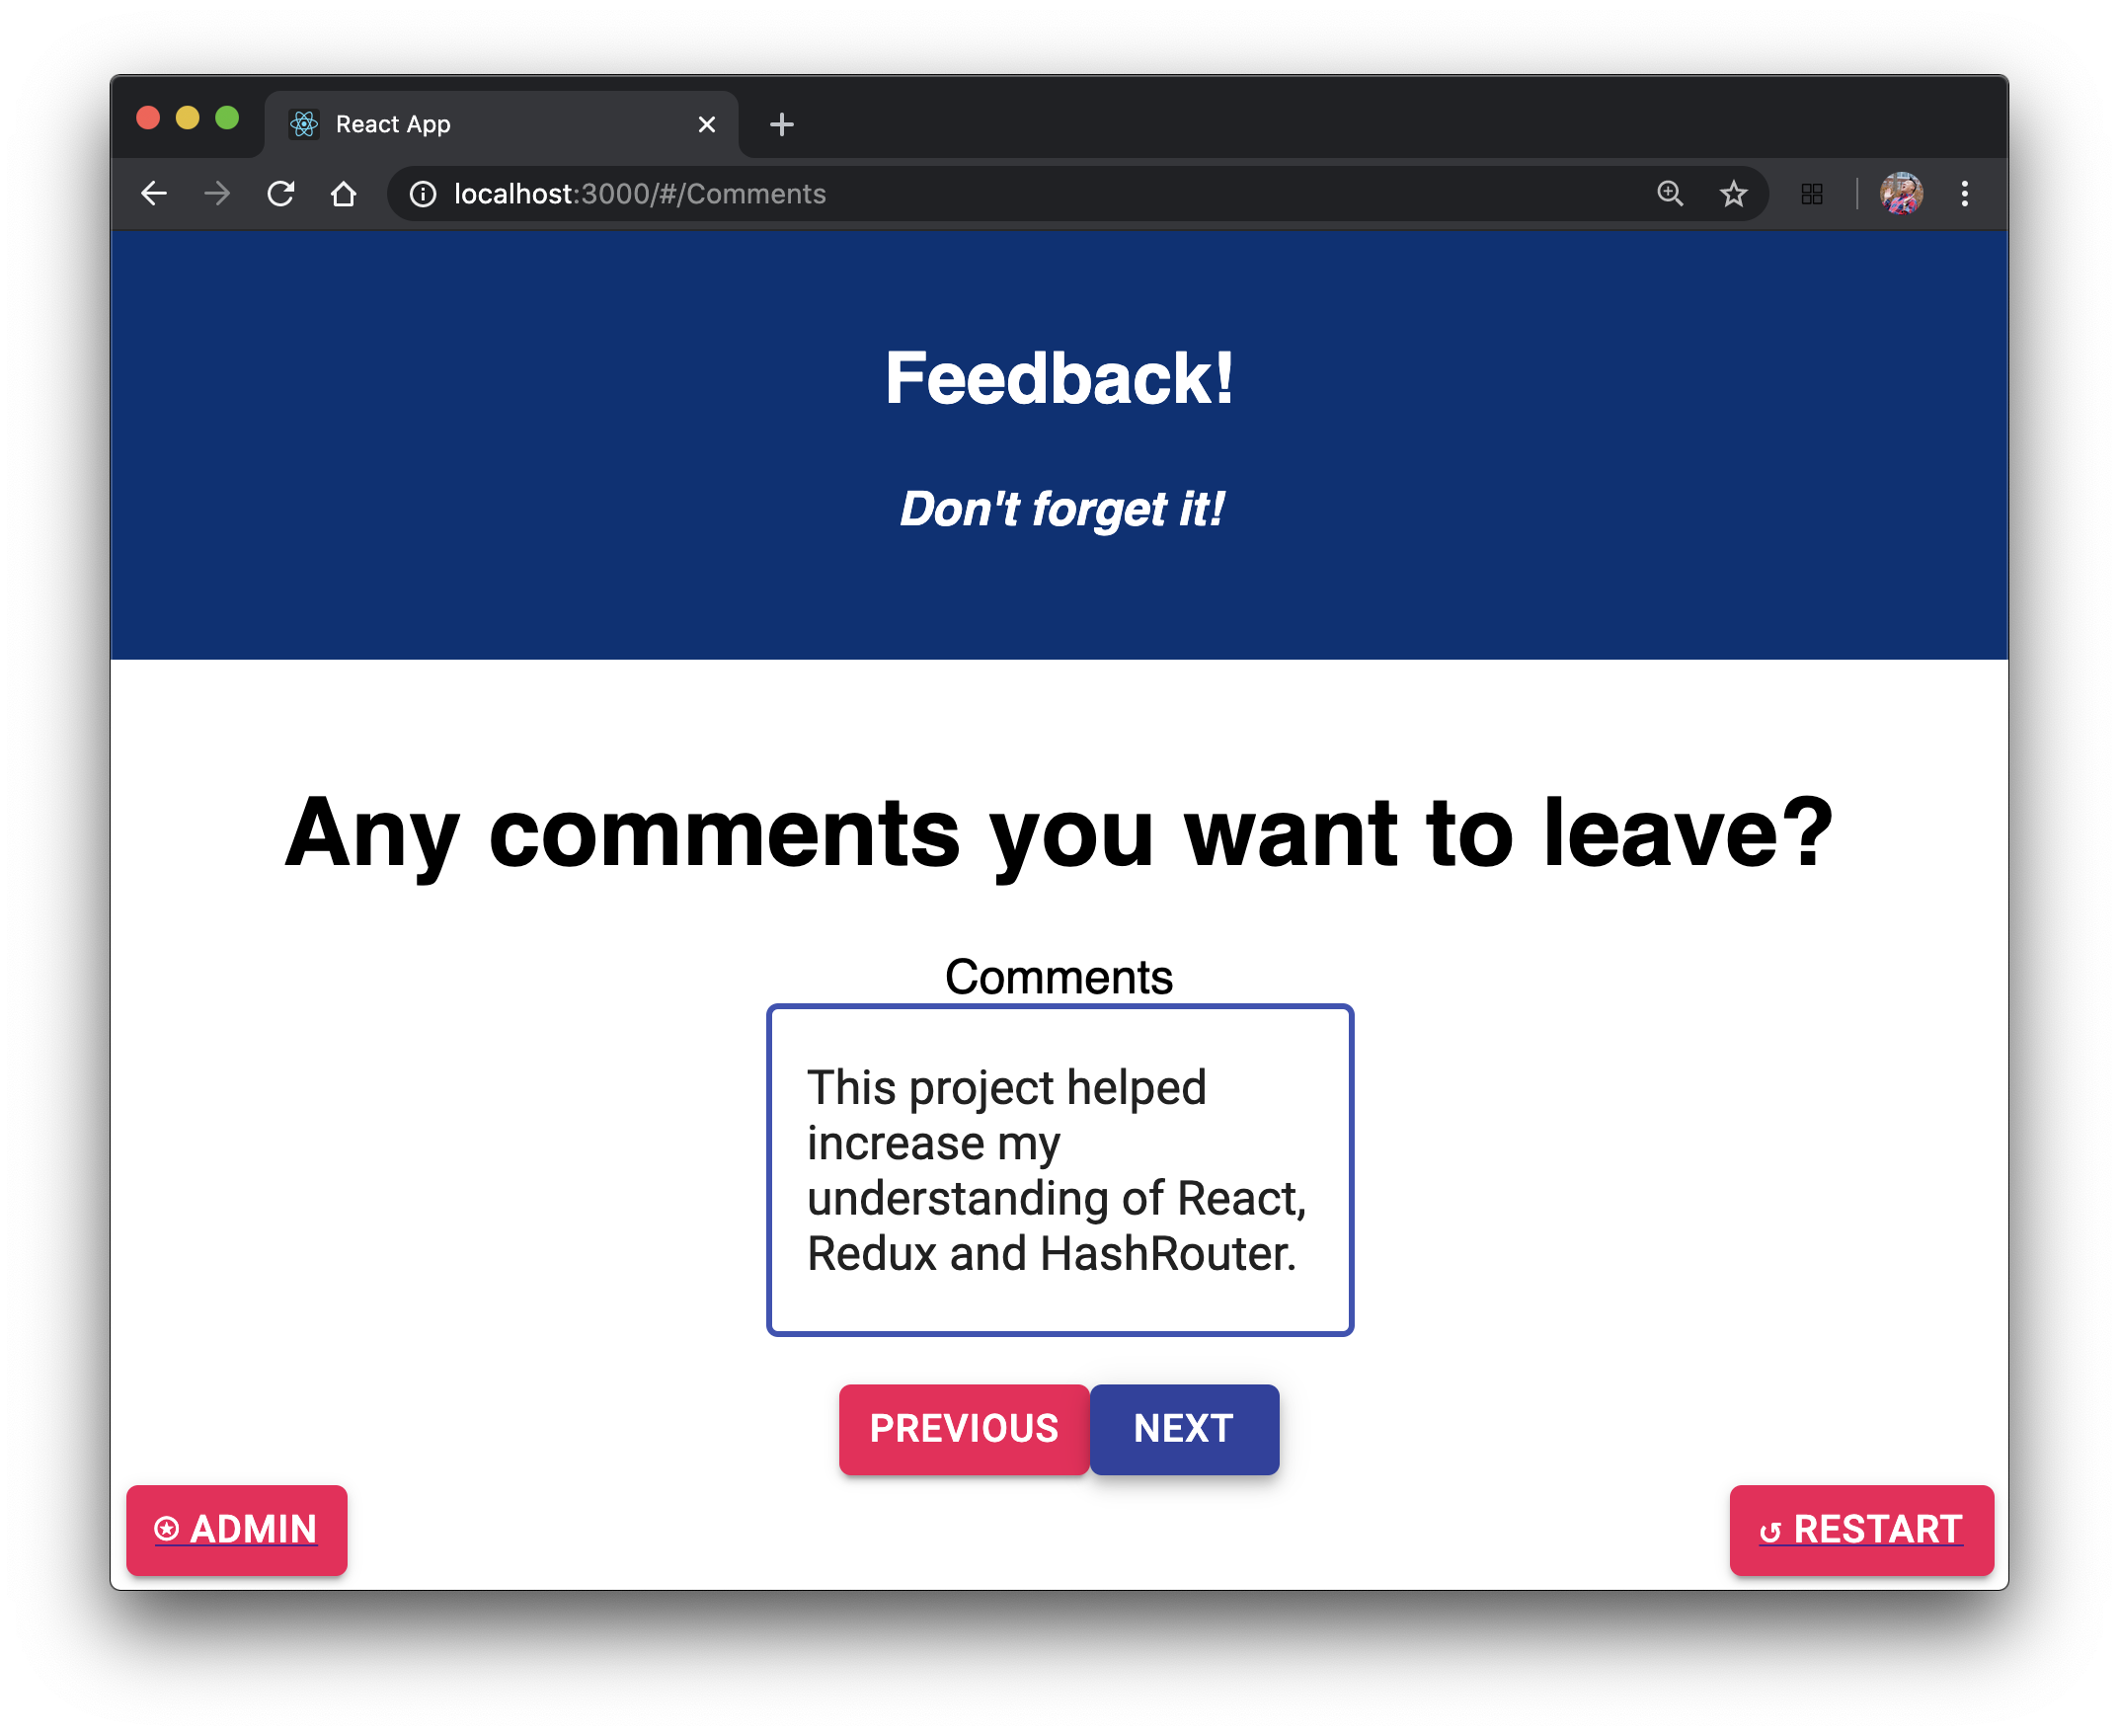 React App
localhost:3000/#/Comments
Feedback!
Don't forget it!
Any comments you want to leave?
Comments
This project helped
increase my
understanding of React,
Redux and HashRouter.
PREVIOUS NEXT
✪ ADMIN ↺ RESTART